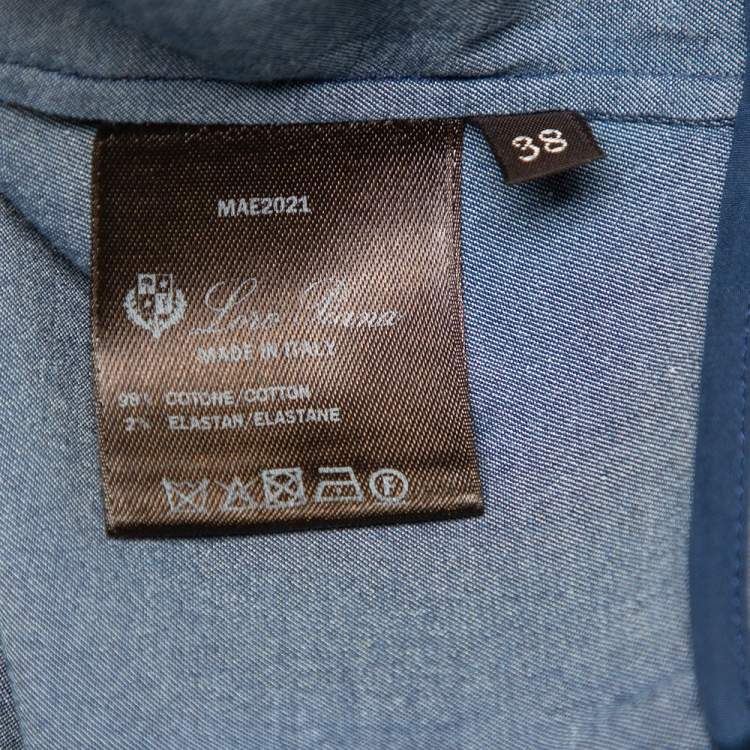 38
MAE2021
Loro Piana
MADE IN ITALY
98% COTONE/COTTON
2% ELASTAN/ELASTANE
F